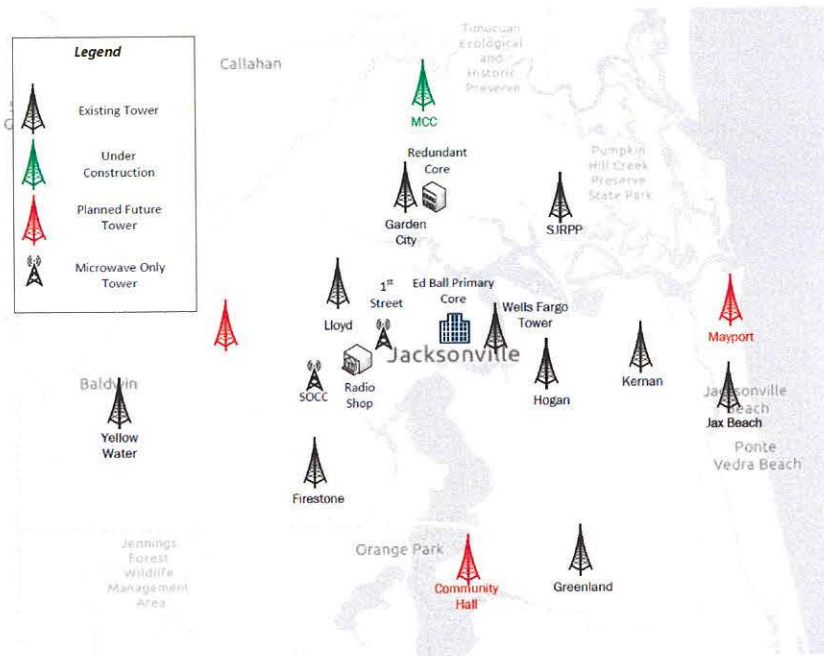 Legend
Existing Tower
Under
Construction
Planned Future
Tower
Microwave Only
Tower
Callahan
Timucuan
Ecological
and
Historic
Preserve
MCC
Redundant
Core
Garden
City
Pumpkin
Hill Creek
Preserve
State Park
SJRPP
Lloyd
1st
Street
Ed Ball Primary
Core
Wells Fargo
Tower
Mayport
Jacksonville
SOCC
Radio
Shop
Hogan
Kernan
Baldwin
Yellow
Water
Jacksonville
Beach
Jax Beach
Ponte
Vedra Beach
Firestone
Jennings
Forest
Wildlife
Management
Area
Orange Park
Community
Hall
Greenland